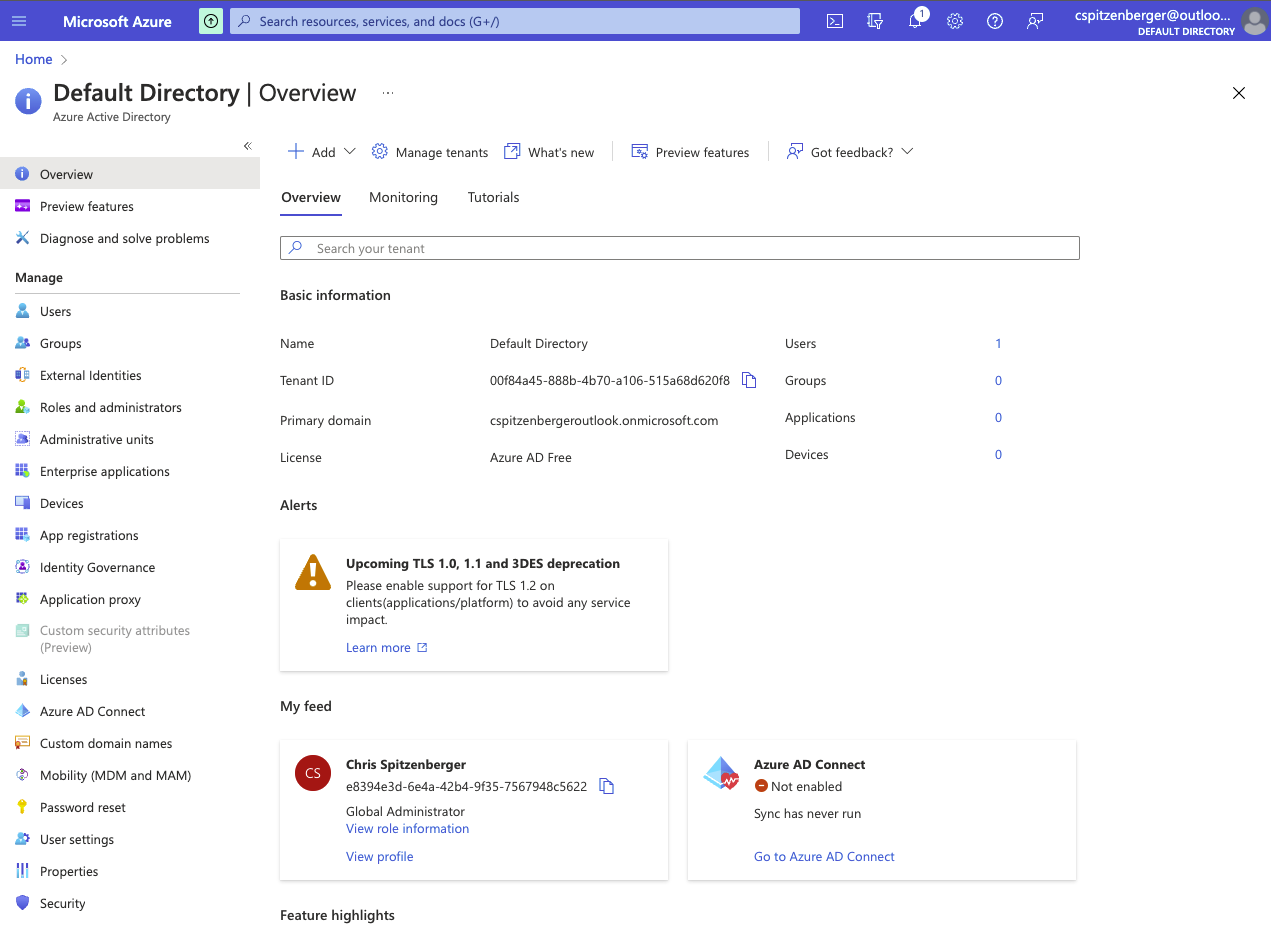 Microsoft Azure
Search resources, services, and docs (G+/)
1
cspitzenberger@outloo...
DEFAULT DIRECTORY
Home
Default Directory | Overview ...
Azure Active Directory
Overview
Preview features
Diagnose and solve problems
Manage
Users
Groups
External Identities
Roles and administrators
Administrative units
Enterprise applications
Devices
App registrations
Identity Governance
Application proxy
Custom security attributes
(Preview)
Licenses
Azure AD Connect
Custom domain names
Mobility (MDM and MAM)
Password reset
User settings
Properties
Security
Add Manage tenants What's new Preview features Got feedback?
Overview Monitoring Tutorials
Search your tenant
Basic information
Name Default Directory
Tenant ID 00f84a45-888b-4b70-a106-515a68d620f8
Primary domain cspitzenbergeroutlook.onmicrosoft.com
License Azure AD Free
Users 1
Groups 0
Applications 0
Devices 0
Alerts
Upcoming TLS 1.0, 1.1 and 3DES deprecation
Please enable support for TLS 1.2 on
clients(applications/platform) to avoid any service
impact.
Learn more
My feed
CS
Chris Spitzenberger
e8394e3d-6e4a-42b4-9f35-7567948c5622
Global Administrator
View role information
View profile
Azure AD Connect
Not enabled
Sync has never run
Go to Azure AD Connect
Feature highlights